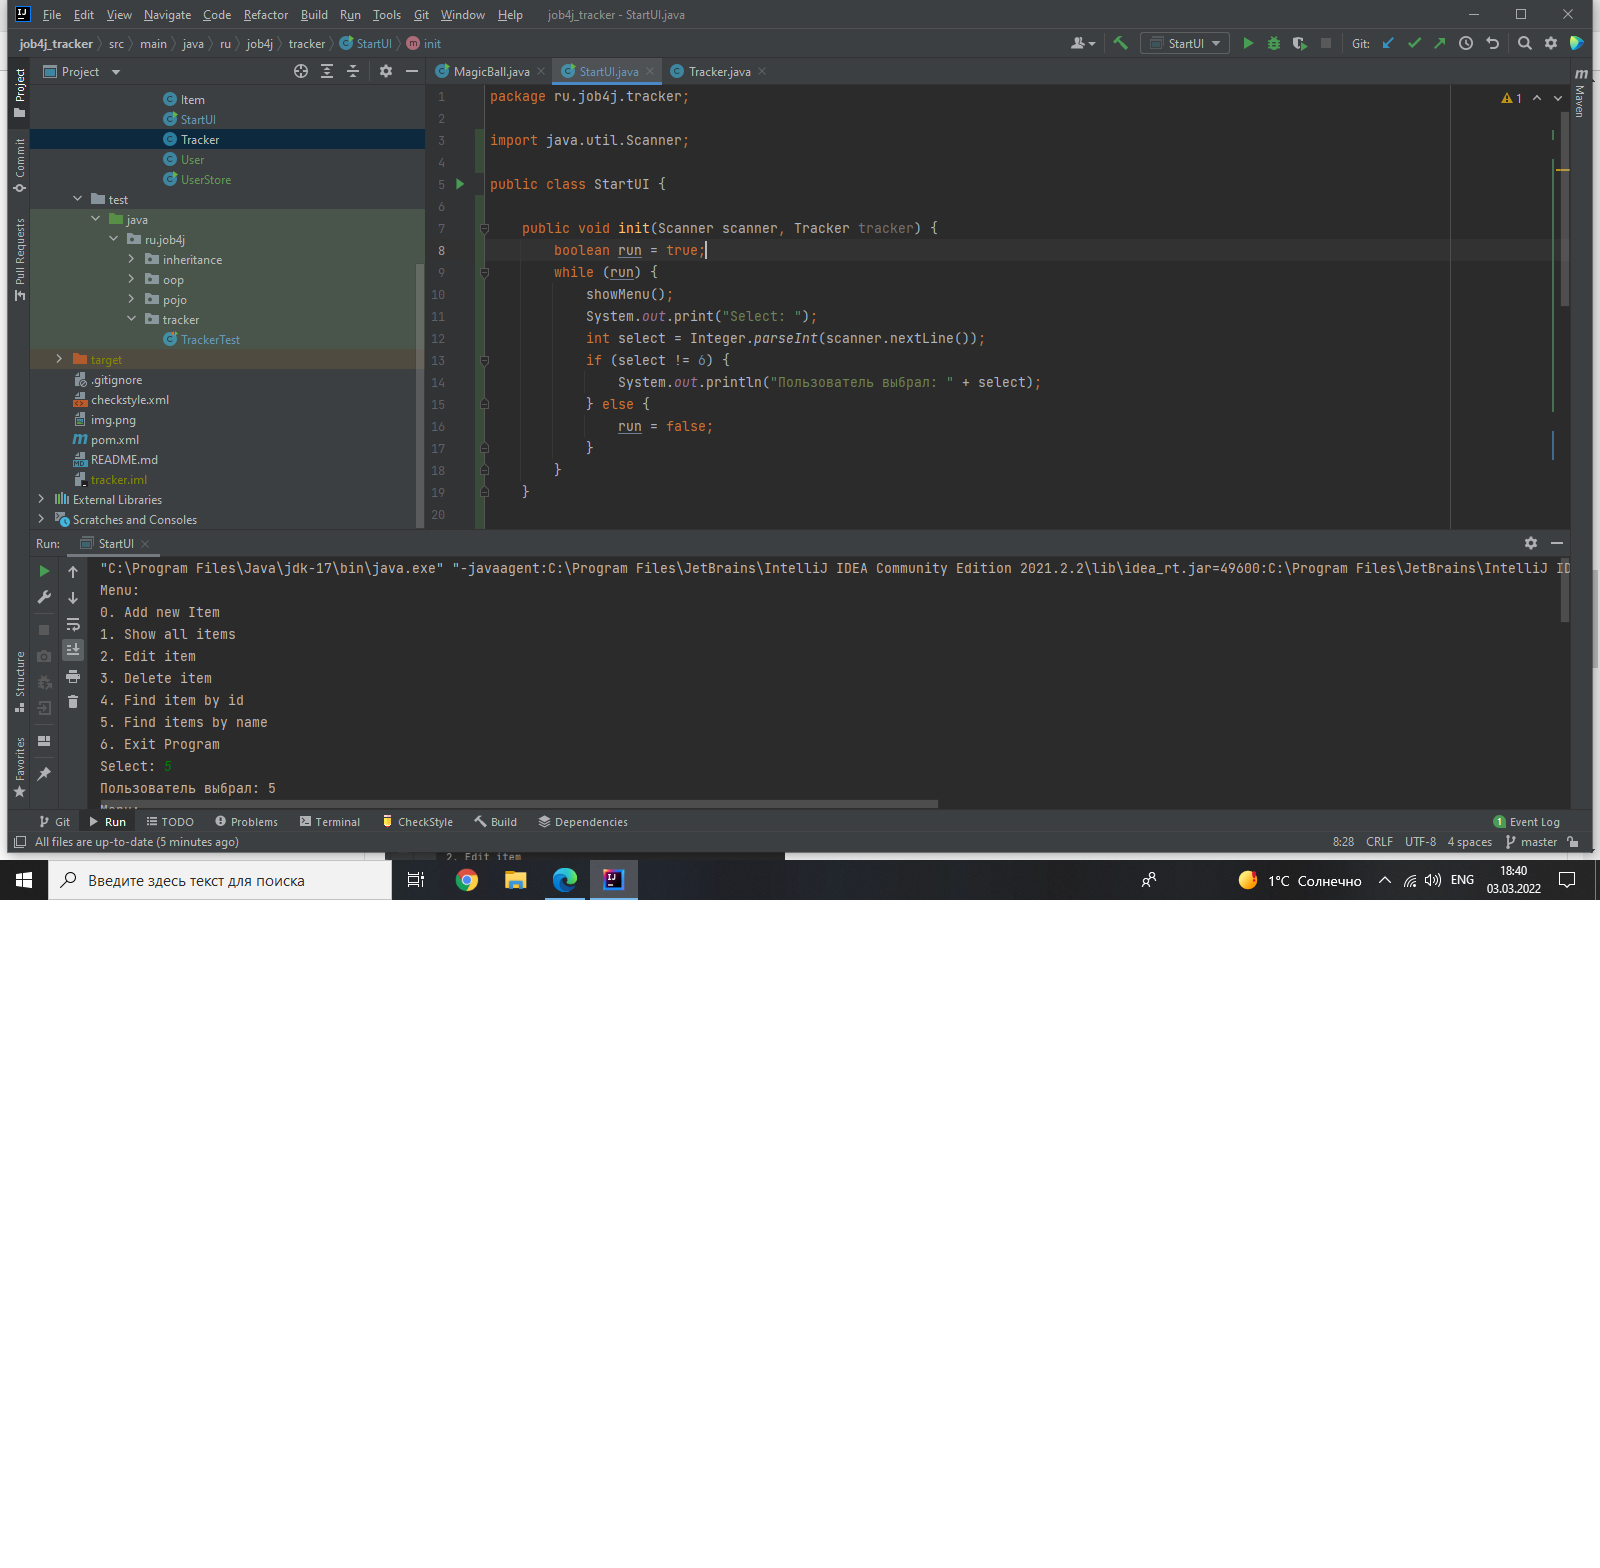 File Edit View Navigate Code Refactor Build Run Tools Git Window Help job4j_tracker - StartUI.java
job4j_tracker src main java ru job4j tracker StartUI init
StartUI Git:
Project
MagicBall.java StartUI.java Tracker.java
Project
Commit
Pull Requests
Structure
Favorites
Maven
Item
StartUI
Tracker
User
UserStore
test
java
ru.job4j
inheritance
oop
pojo
tracker
TrackerTest
target
.gitignore
checkstyle.xml
img.png
pom.xml
README.md
tracker.iml
External Libraries
Scratches and Consoles
1 package ru.job4j.tracker;
2
3 import java.util.Scanner;
4
5 public class StartUI {
6
7 public void init(Scanner scanner, Tracker tracker) {
8 boolean run = true;
9 while (run) {
10 showMenu();
11 System.out.print("Select: ");
12 int select = Integer.parseInt(scanner.nextLine());
13 if (select != 6) {
14 System.out.println("Пользователь выбрал: " + select);
15 } else {
16 run = false;
17 }
18 }
19 }
20
1
Run: StartUI
"C:\Program Files\Java\jdk-17\bin\java.exe" "-javaagent:C:\Program Files\JetBrains\IntelliJ IDEA Community Edition 2021.2.2\lib\idea_rt.jar=49600:C:\Program Files\JetBrains\IntelliJ ID
Menu:
0. Add new Item
1. Show all items
2. Edit item
3. Delete item
4. Find item by id
5. Find items by name
6. Exit Program
Select: 5
Пользователь выбрал: 5
Menu:
Git Run TODO Problems Terminal CheckStyle Build Dependencies 1 Event Log
All files are up-to-date (5 minutes ago) 8:28 CRLF UTF-8 4 spaces master
2. Edit item
Введите здесь текст для поиска
1°C Солнечно ENG 18:40
03.03.2022